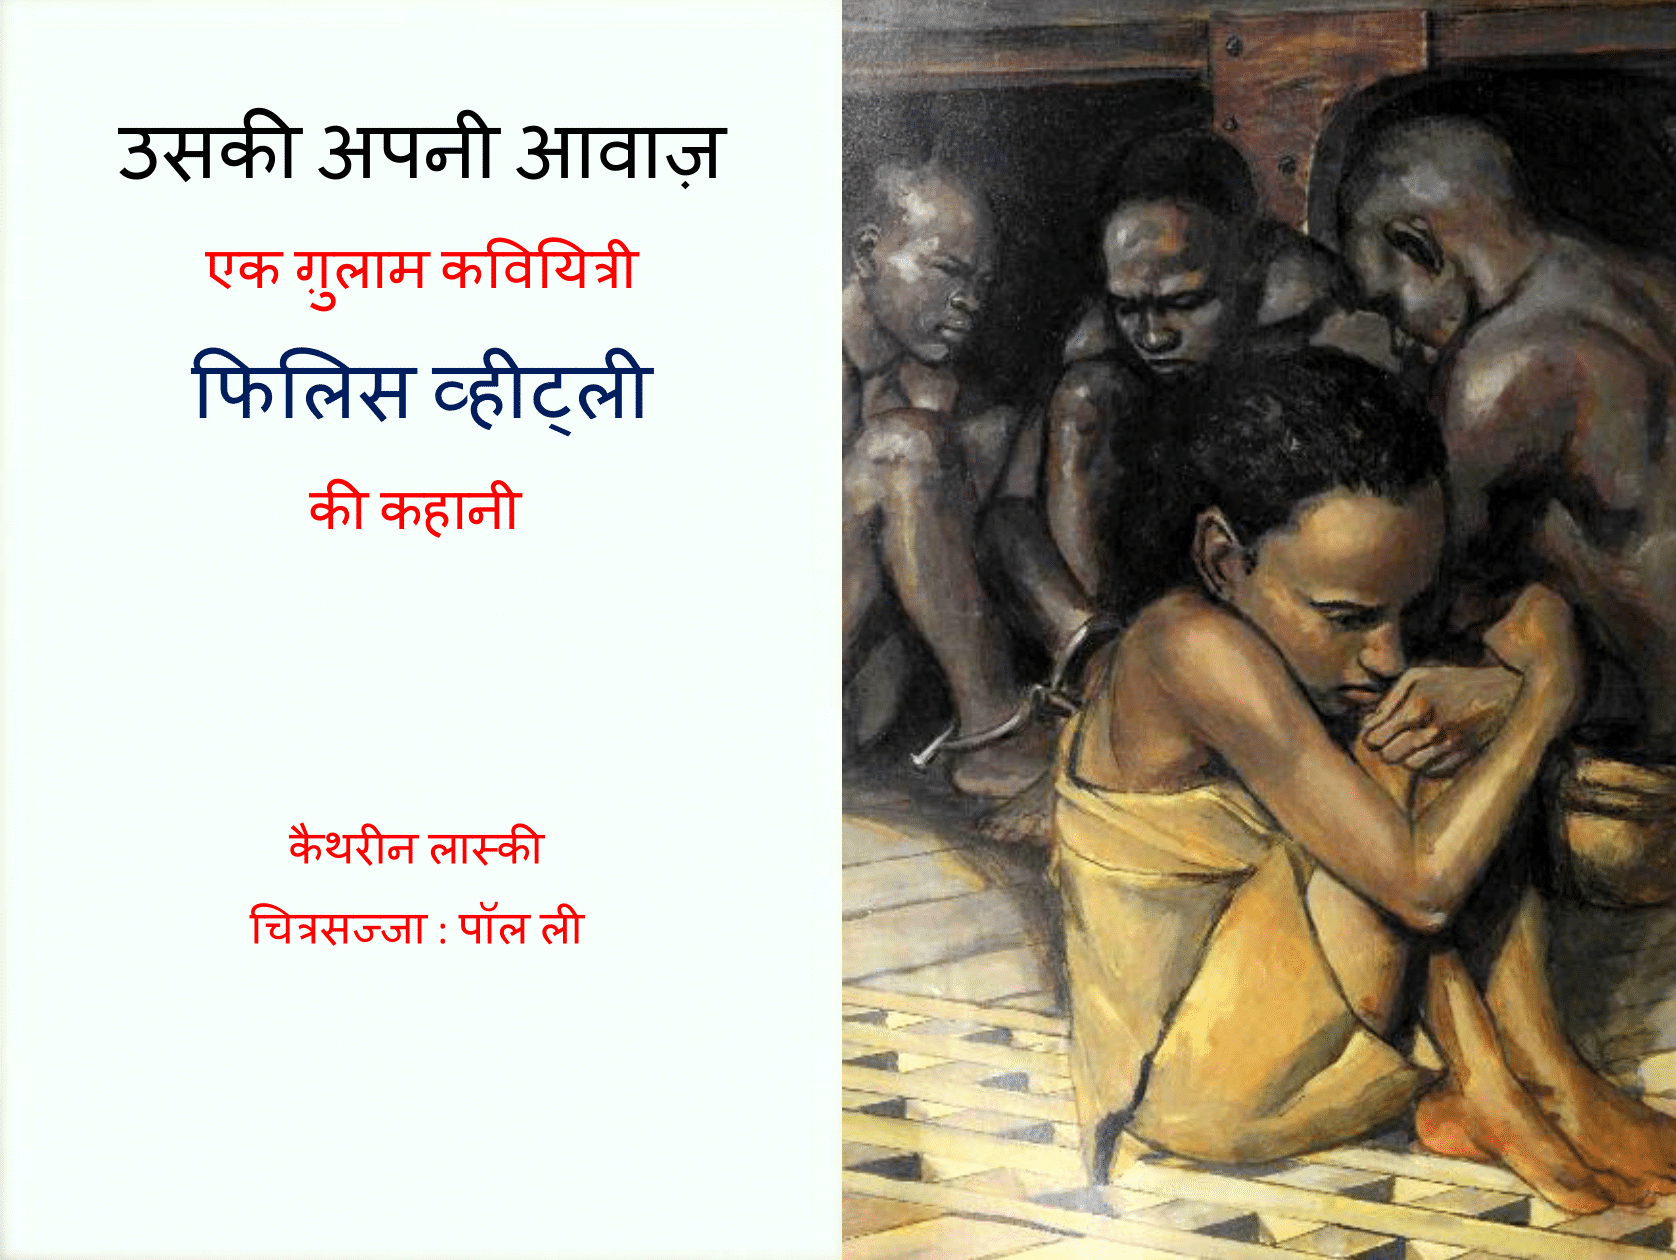 उसकी अपनी आवाज़
एक ग़ुलाम कवियित्री
फिलिस व्हीट्ली
की कहानी
कैथरीन लास्की
चित्रसज्जा : पॉल ली